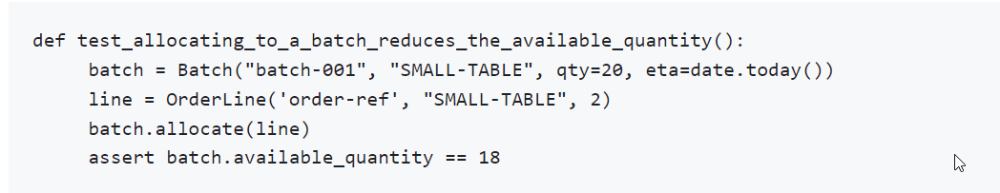 def test_allocating_to_a_batch_reduces_the_available_quantity():
    batch = Batch("batch-001", "SMALL-TABLE", qty=20, eta=date.today())
    line = OrderLine('order-ref', "SMALL-TABLE", 2)
    batch.allocate(line)
    assert batch.available_quantity == 18